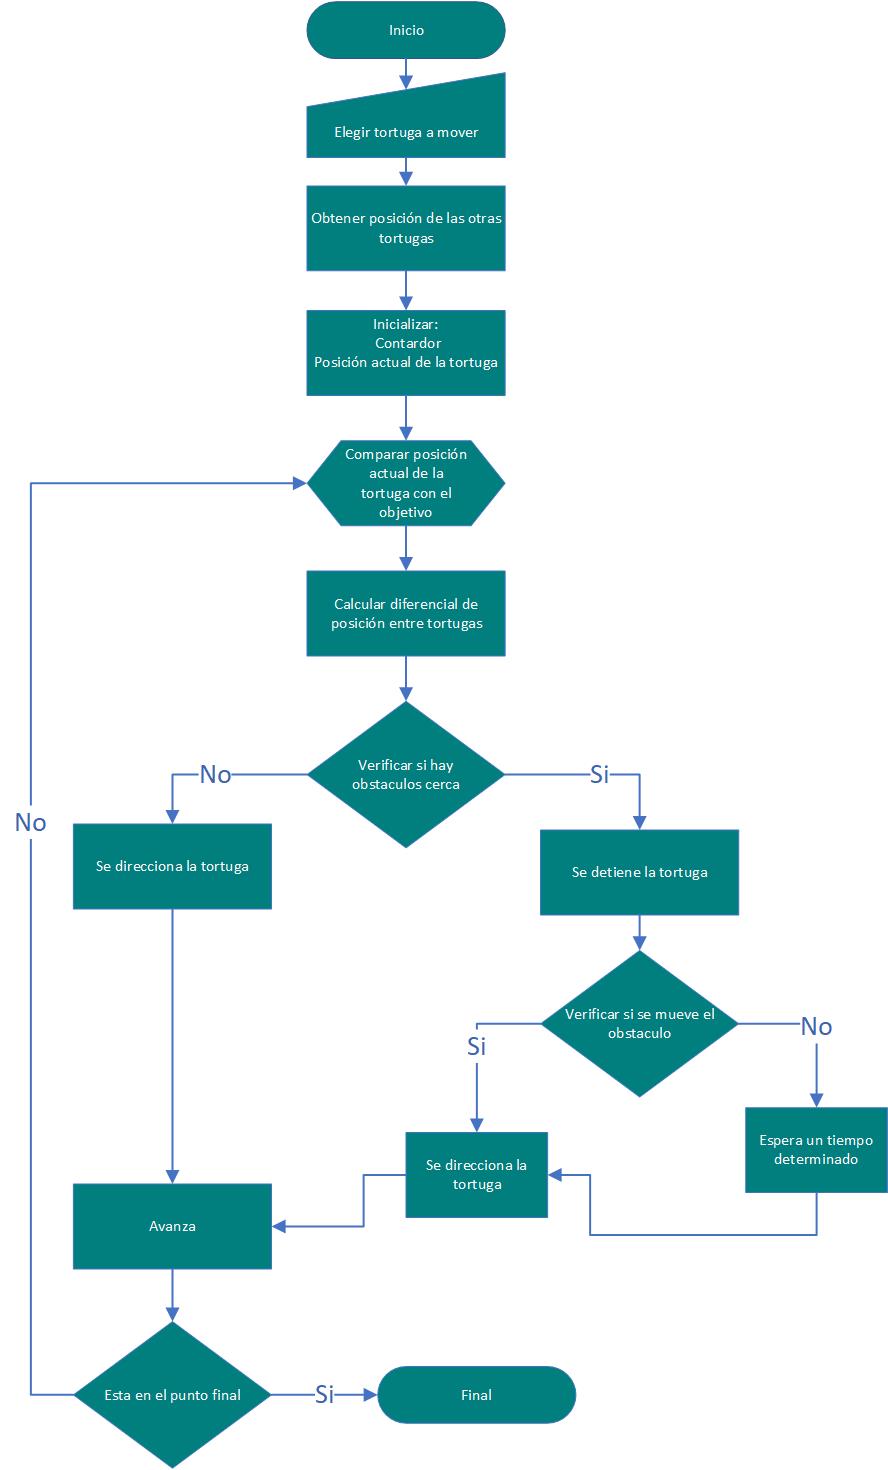 Inicio
Elegir tortuga a mover
Obtener posición de las otras
tortugas
Inicializar:
Contardor
Posición actual de la tortuga
Comparar posición
actual de la
tortuga con el
objetivo
Calcular diferencial de
posición entre tortugas
Verificar si hay
obstaculos cerca
No
Si
Se direcciona la tortuga
Se detiene la tortuga
No
Verificar si se mueve el
obstaculo
Si
No
Espera un tiempo
determinado
Se direcciona la
tortuga
Avanza
Esta en el punto final
Si
Final